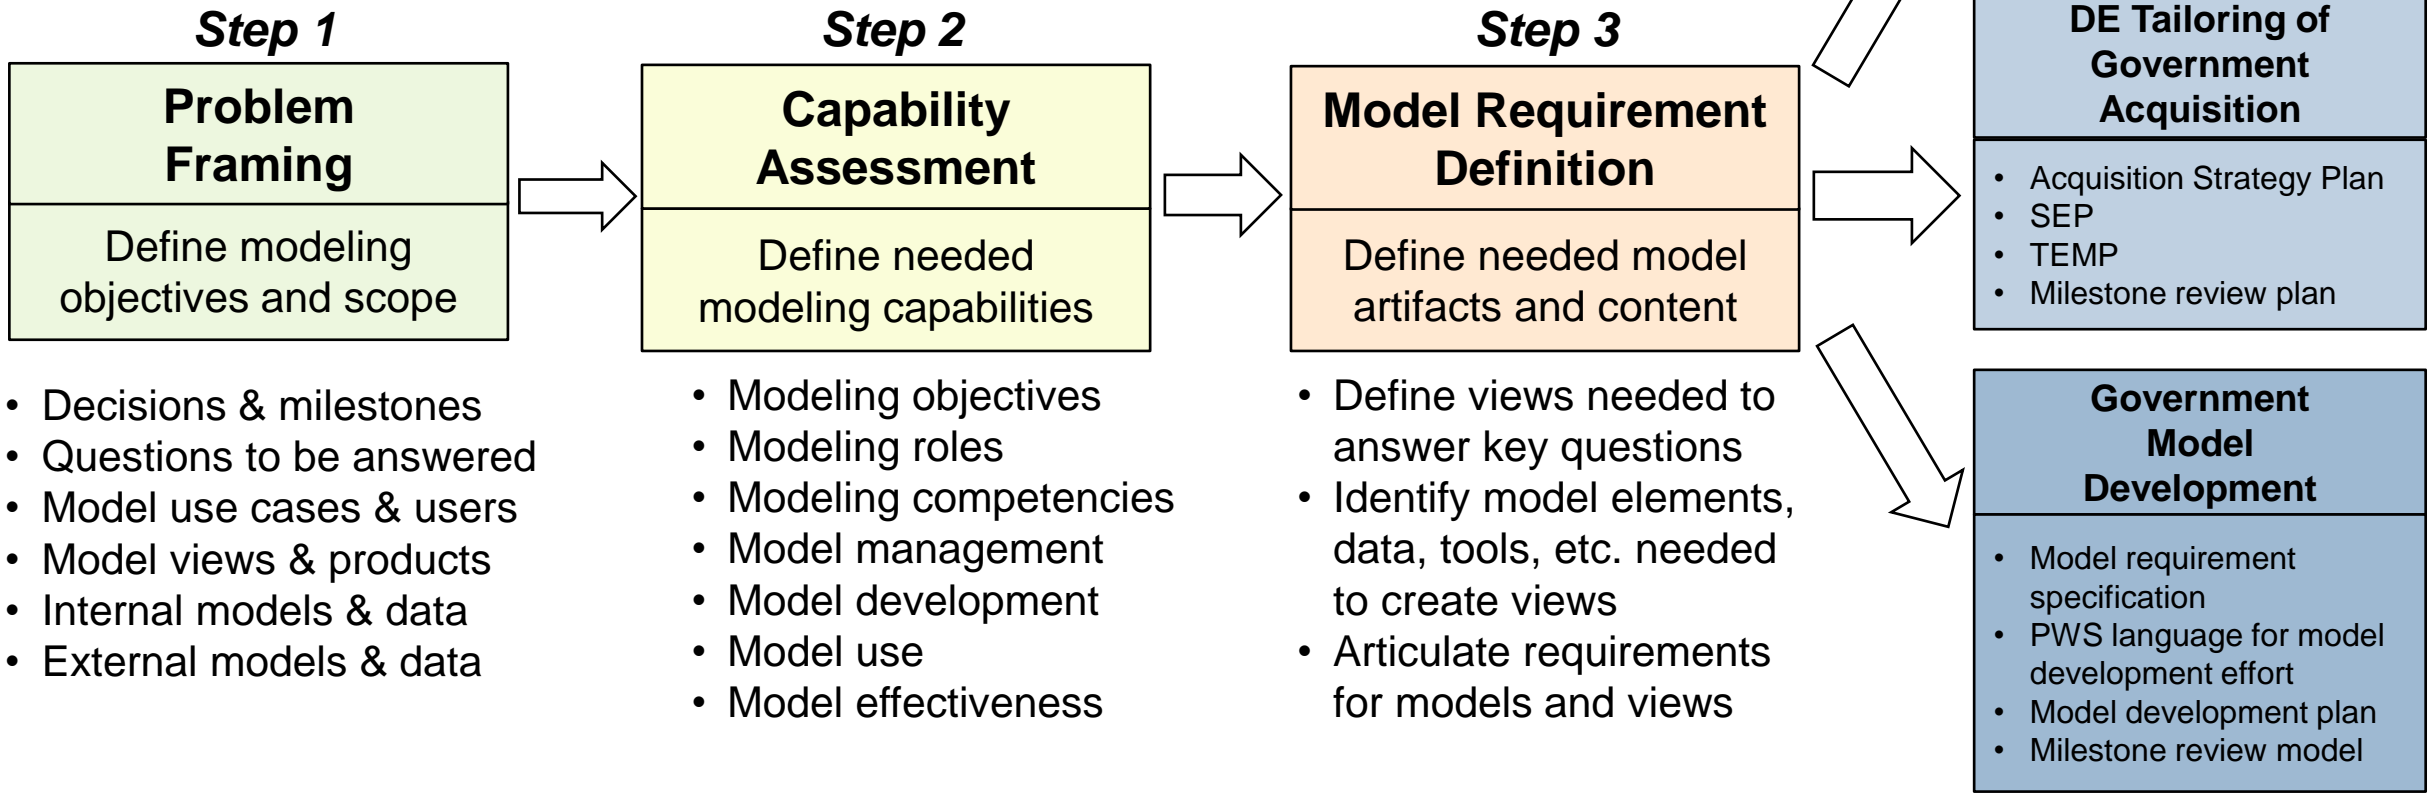 Step 1
Problem
Framing
Define modeling
objectives and scope
• Decisions & milestones
• Questions to be answered
• Model use cases & users
• Model views & products
• Internal models & data
• External models & data
Step 2
Capability
Assessment
Define needed
modeling capabilities
• Modeling objectives
• Modeling roles
• Modeling competencies
• Model management
• Model development
• Model use
• Model effectiveness
Step 3
Model Requirement
Definition
Define needed model
artifacts and content
• Define views needed to
answer key questions
• Identify model elements,
data, tools, etc. needed
to create views
• Articulate requirements
for models and views
DE Tailoring of
Government
Acquisition
• Acquisition Strategy Plan
• SEP
• TEMP
• Milestone review plan
Government
Model
Development
• Model requirement
specification
• PWS language for model
development effort
• Model development plan
• Milestone review model